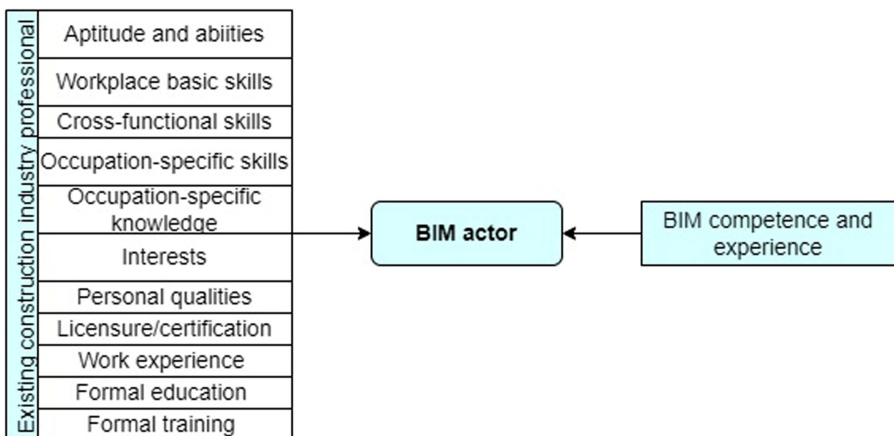 Existing construction industry professional
Aptitude and abiities
Workplace basic skills
Cross-functional skills
Occupation-specific skills
Occupation-specific
knowledge
Interests
Personal qualities
Licensure/certification
Work experience
Formal education
Formal training
BIM actor
BIM competence and
experience